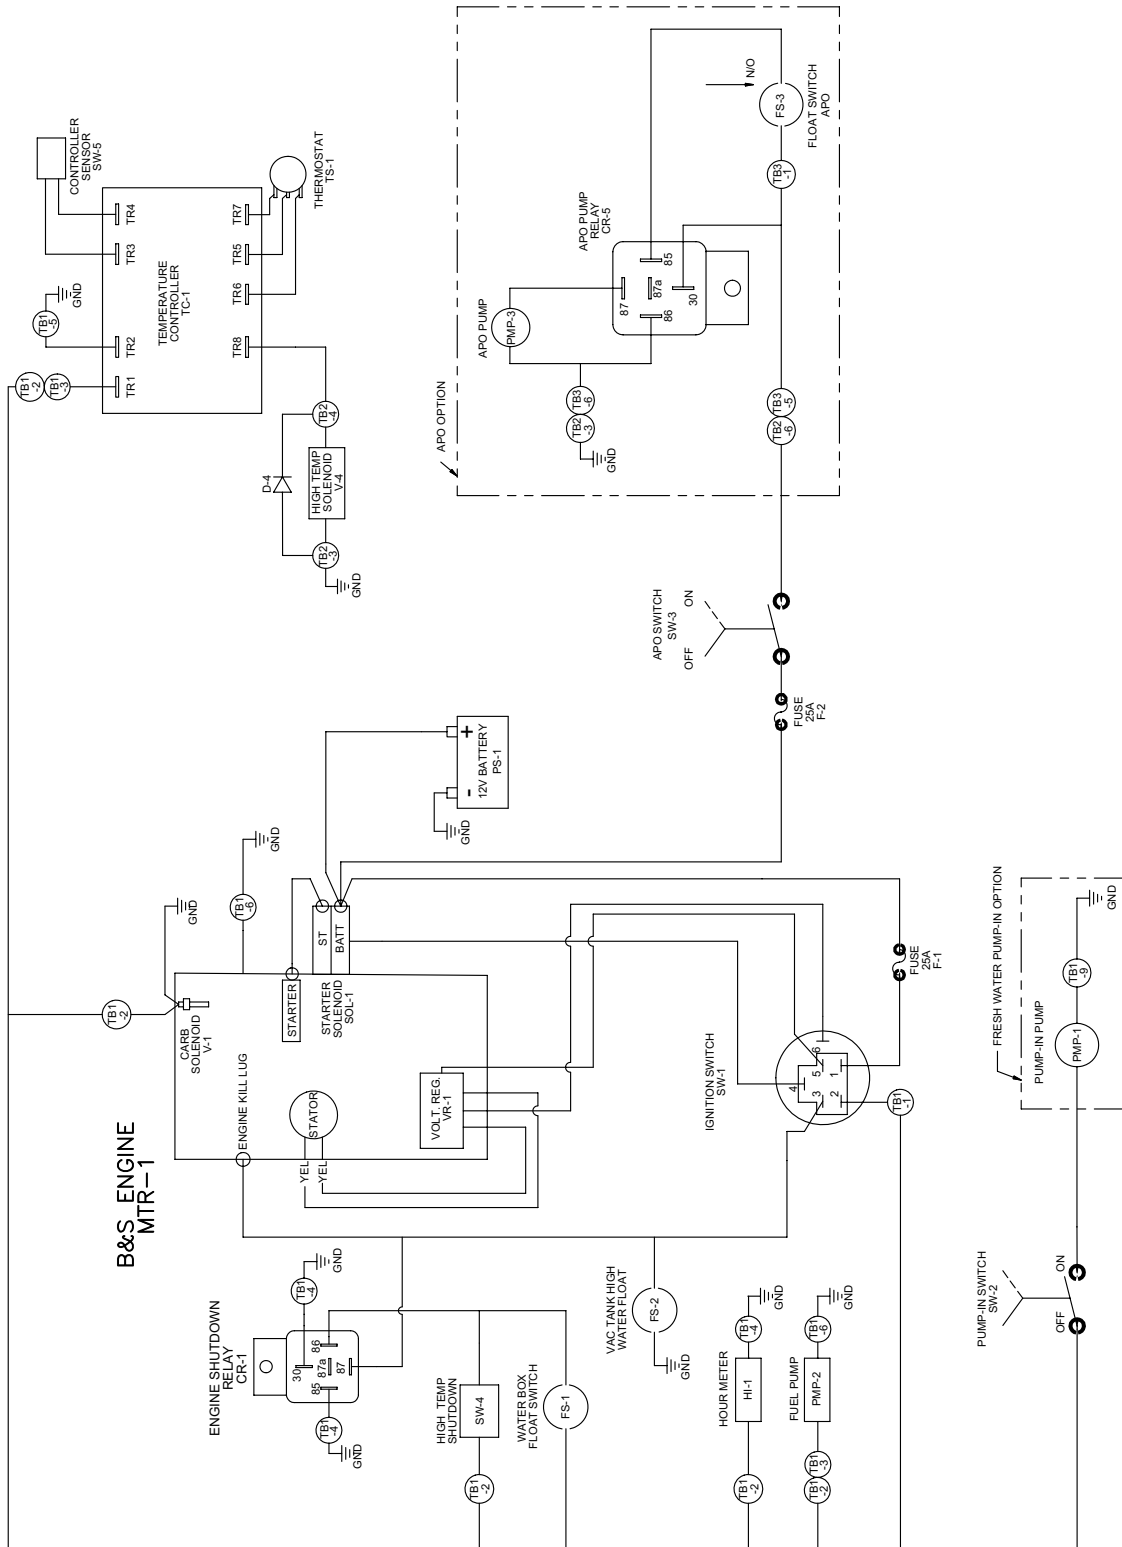 B&S ENGINE
MTR-1
ENGINE SHUTDOWN
RELAY
CR-1
30
85
87a
86
87
TB1
-4
GND
TB1
-4
GND
HIGH TEMP
SHUTDOWN
SW-4
TB1
-2
WATER BOX
FLOAT SWITCH
FS-1
VAC TANK HIGH
WATER FLOAT
FS-2
GND
HOUR METER
HI-1
TB1
-2
TB1
-4
GND
FUEL PUMP
PMP-2
TB1
-2
TB1
-3
TB1
-6
GND
PUMP-IN SWITCH
SW-2
OFF
ON
FRESH WATER PUMP-IN OPTION
PUMP-IN PUMP
PMP-1
TB1
-9
GND
ENGINE KILL LUG
STATOR
YEL
YEL
VOLT. REG.
VR-1
CARB
SOLENOID
V-1
TB1
-2
GND
TB1
-6
GND
STARTER
STARTER
SOLENOID
SOL-1
ST
BATT
IGNITION SWITCH
SW-1
4
3
5
6
2
1
TB1
-1
FUSE
25A
F-1
12V BATTERY
PS-1
-
+
GND
FUSE
25A
F-2
APO SWITCH
SW-3
OFF
ON
TB1
-2
TB1
-3
TB1
-5
GND
TR1
TR2
TR3
TR4
TEMPERATURE
CONTROLLER
TC-1
TR8
TR6
TR5
TR7
CONTROLLER
SENSOR
SW-5
THERMOSTAT
TS-1
D-4
HIGH TEMP
SOLENOID
V-4
TB2
-3
TB2
-4
GND
APO OPTION
APO PUMP
PMP-3
TB2
-3
TB3
-6
GND
APO PUMP
RELAY
CR-5
87
86
87a
85
30
TB2
-6
TB3
-5
TB3
-1
FS-3
FLOAT SWITCH
APO
N/O